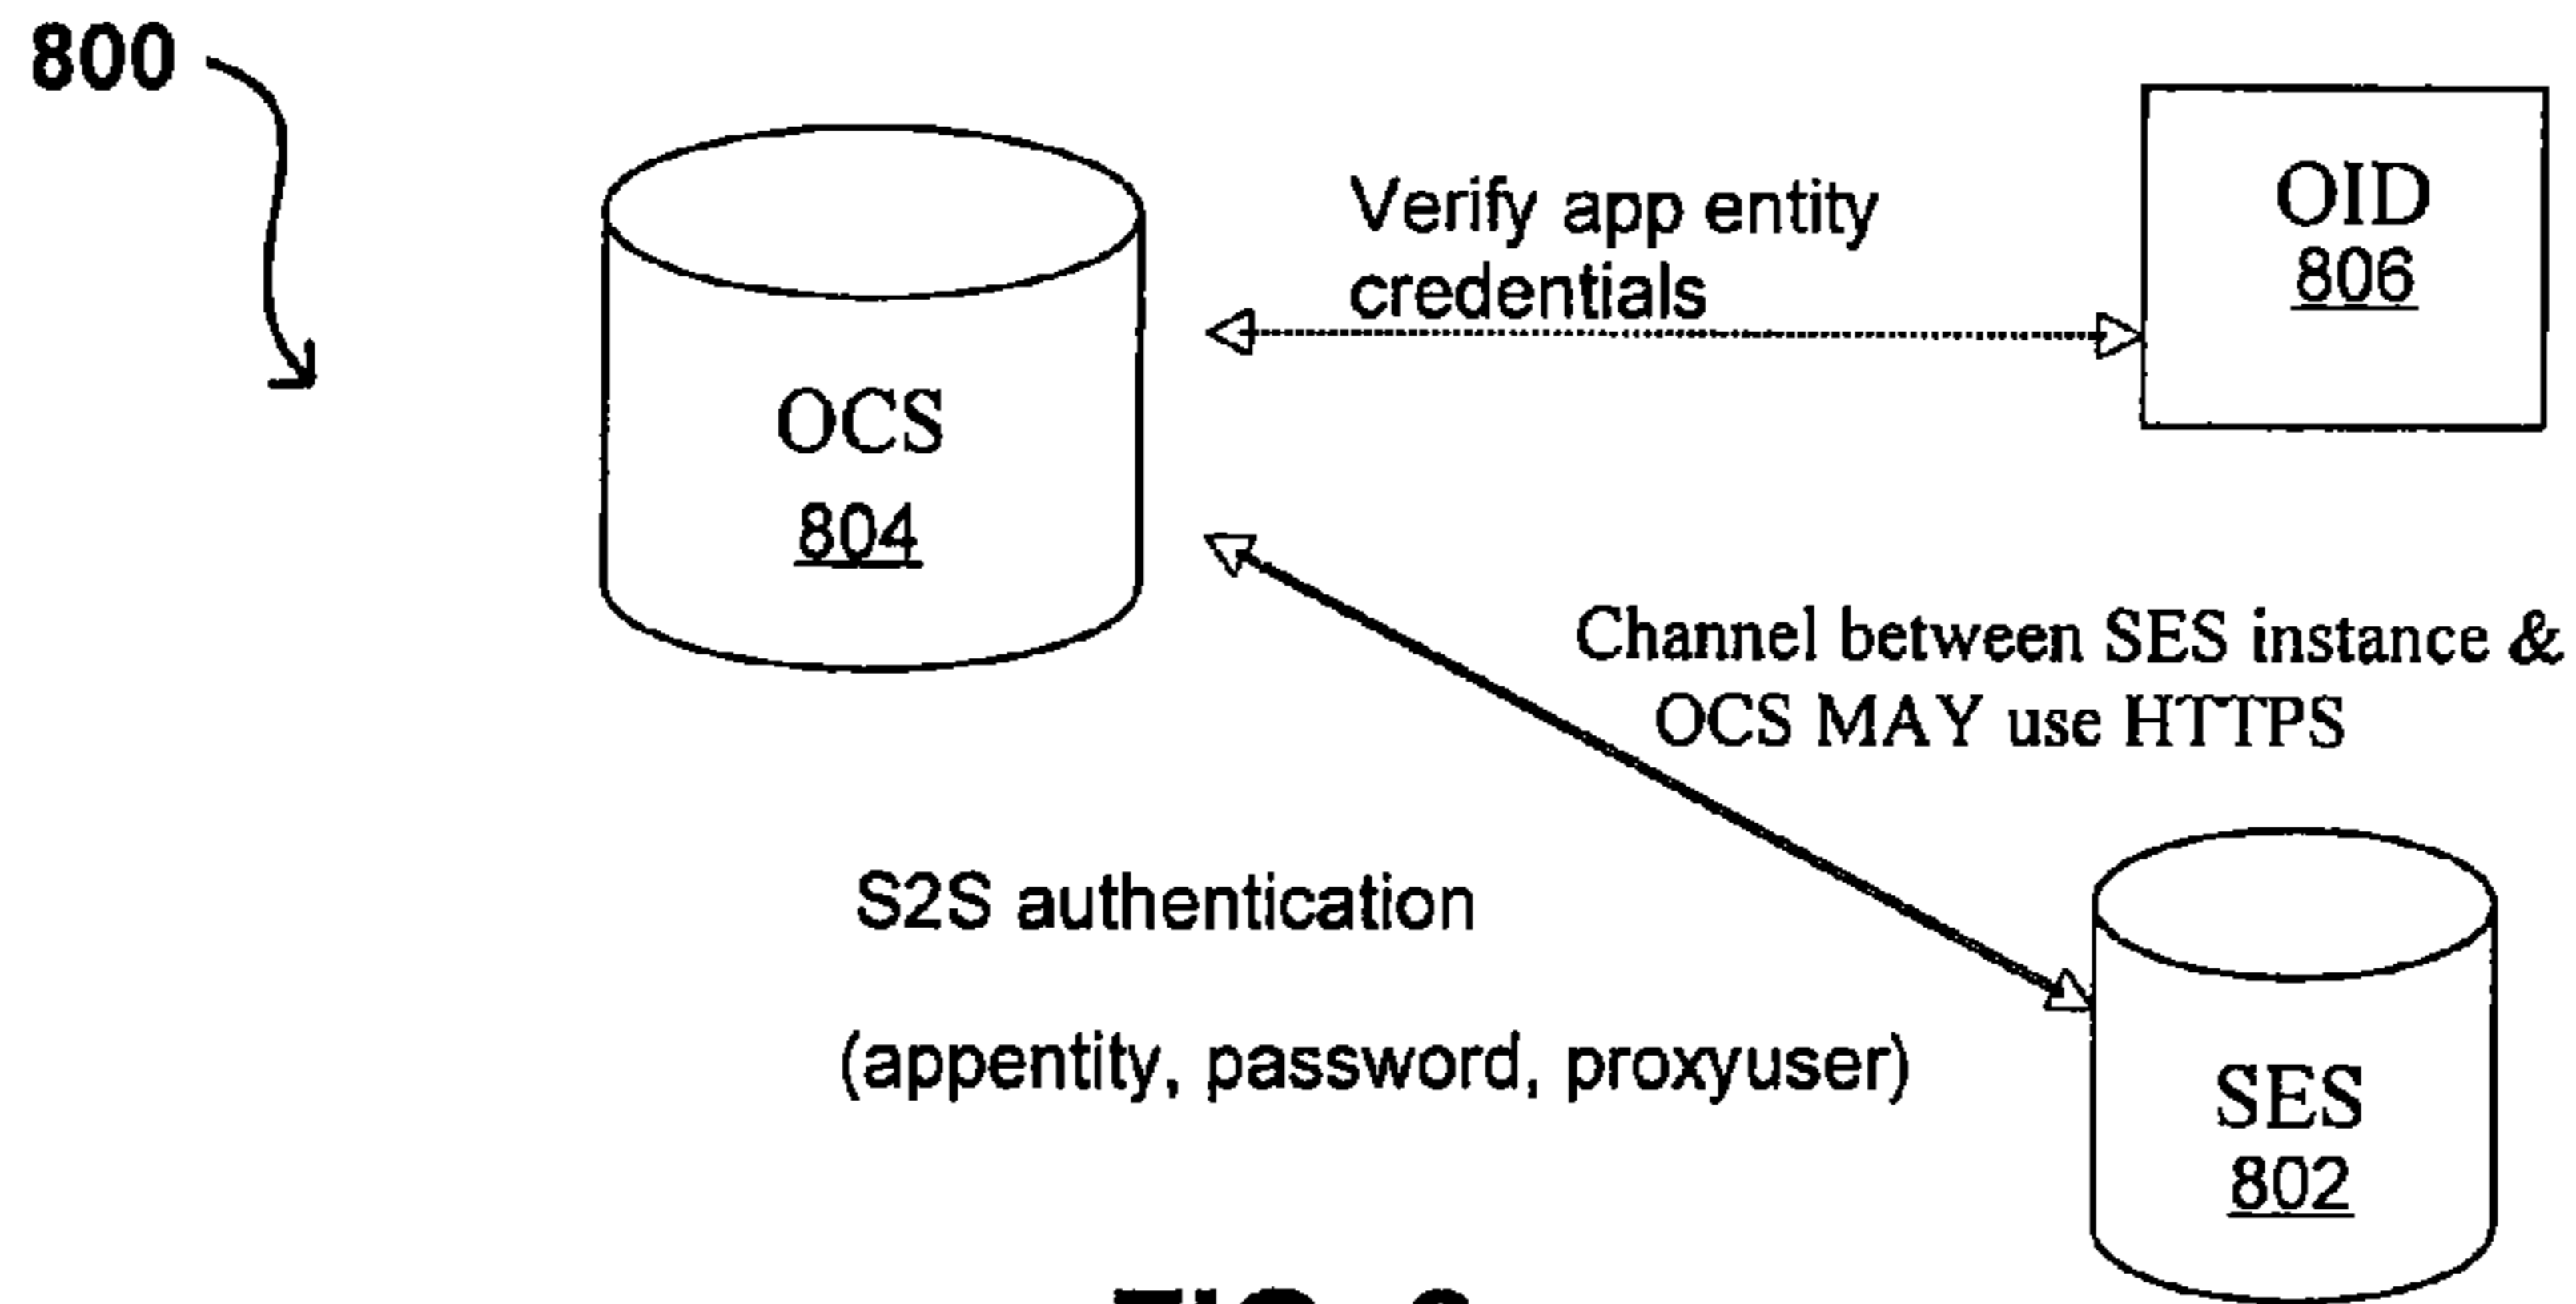 800
Verify app entity
credentials
OID
806
OCS
804
Channel between SES instance &
OCS MAY use HTTPS
S2S authentication
(appentity, password, proxyuser)
SES
802